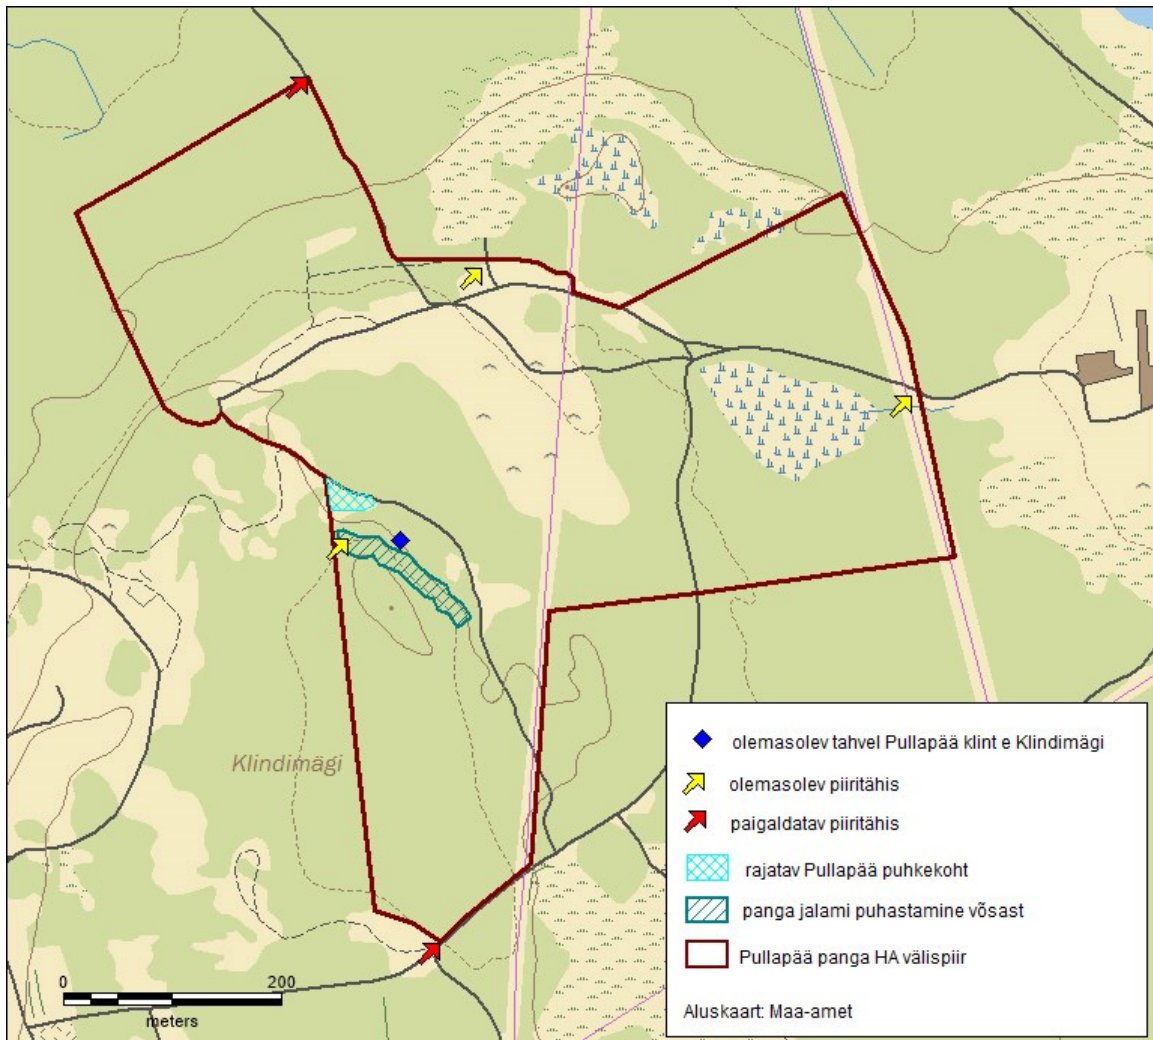 Klindimägi
0 200
meters
olemasolev tahvel Pullapää klint e Klindimägi
olemasolev piiritähis
paigaldatav piiritähis
rajatav Pullapää puhkekoht
panga jalami puhastamine võsast
Pullapää panga HA välispiir
Aluskaart: Maa-amet